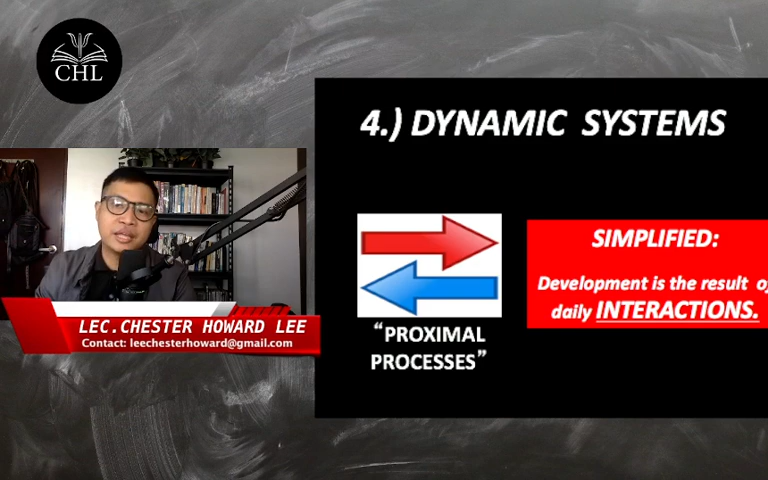 CHL
4.) DYNAMIC SYSTEMS
SIMPLIFIED:
Development is the result of
daily INTERACTIONS.
“PROXIMAL
PROCESSES”
LEC.CHESTER HOWARD LEE
Contact: leechesterhoward@gmail.com